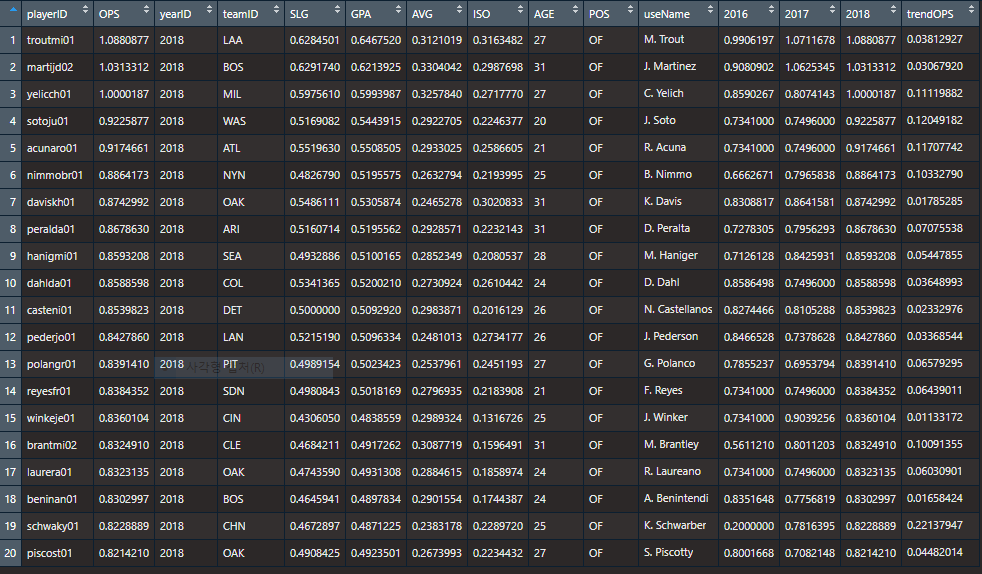 playerID OPS yearID teamID SLG GPA AVG ISO AGE POS useName 2016 2017 2018 trendOPS
1 troutmi01 1.0880877 2018 LAA 0.6284501 0.6467520 0.3121019 0.3163482 27 OF M. Trout 0.9906197 1.0711678 1.0880877 0.03812927
2 martijd02 1.0313312 2018 BOS 0.6291740 0.6213925 0.3304042 0.2987698 31 OF J. Martinez 0.9080902 1.0625345 1.0313312 0.03067920
3 yelicch01 1.0000187 2018 MIL 0.5975610 0.5993987 0.3257840 0.2717770 27 OF C. Yelich 0.8590267 0.8074143 1.0000187 0.11119882
4 sotoju01 0.9225877 2018 WAS 0.5169082 0.5443915 0.2922705 0.2246377 20 OF J. Soto 0.7341000 0.7496000 0.9225877 0.12049182
5 acunaro01 0.9174661 2018 ATL 0.5519630 0.5508505 0.2933025 0.2586605 21 OF R. Acuna 0.7341000 0.7496000 0.9174661 0.11707742
6 nimmobr01 0.8864173 2018 NYN 0.4826790 0.5195575 0.2632794 0.2193995 25 OF B. Nimmo 0.6662671 0.7965838 0.8864173 0.10332790
7 daviskh01 0.8742992 2018 OAK 0.5486111 0.5305874 0.2465278 0.3020833 31 OF K. Davis 0.8308817 0.8641581 0.8742992 0.01785285
8 peralda01 0.8678630 2018 ARI 0.5160714 0.5195562 0.2928571 0.2232143 31 OF D. Peralta 0.7278305 0.7956293 0.8678630 0.07075538
9 hanigmi01 0.8593208 2018 SEA 0.4932886 0.5100165 0.2852349 0.2080537 28 OF M. Haniger 0.7126128 0.8425931 0.8593208 0.05447855
10 dahlda01 0.8588598 2018 COL 0.5341365 0.5200210 0.2730924 0.2610442 24 OF D. Dahl 0.8586498 0.7496000 0.8588598 0.03648993
11 casteni01 0.8539823 2018 DET 0.5000000 0.5092920 0.2983871 0.2016129 26 OF N. Castellanos 0.8274466 0.8105288 0.8539823 0.02332976
12 pederjo01 0.8427860 2018 LAN 0.5215190 0.5096334 0.2481013 0.2734177 26 OF J. Pederson 0.8466528 0.7378628 0.8427860 0.03368544
13 polangr01 0.8391410 2018 PIT 0.4989154 0.5023423 0.2537961 0.2451193 27 OF G. Polanco 0.7855237 0.6953794 0.8391410 0.06579295
14 reyesfr01 0.8384352 2018 SDN 0.4980843 0.5018169 0.2796935 0.2183908 21 OF F. Reyes 0.7341000 0.7496000 0.8384352 0.06439011
15 winkeje01 0.8360104 2018 CIN 0.4306050 0.4838559 0.2989324 0.1316726 25 OF J. Winker 0.7341000 0.9039256 0.8360104 0.01133172
16 brantmi02 0.8324910 2018 CLE 0.4684211 0.4917262 0.3087719 0.1596491 31 OF M. Brantley 0.5611210 0.8011203 0.8324910 0.10091355
17 laurera01 0.8323135 2018 OAK 0.4743590 0.4931308 0.2884615 0.1858974 24 OF R. Laureano 0.7341000 0.7496000 0.8323135 0.06030901
18 beninan01 0.8302997 2018 BOS 0.4645941 0.4897834 0.2901554 0.1744387 24 OF A. Benintendi 0.8351648 0.7756819 0.8302997 0.01658424
19 schwaky01 0.8228889 2018 CHN 0.4672897 0.4871225 0.2383178 0.2289720 25 OF K. Schwarber 0.2000000 0.7816395 0.8228889 0.22137947
20 piscost01 0.8214210 2018 OAK 0.4908425 0.4923501 0.2673993 0.2234432 27 OF S. Piscotty 0.8001668 0.7082148 0.8214210 0.04482014